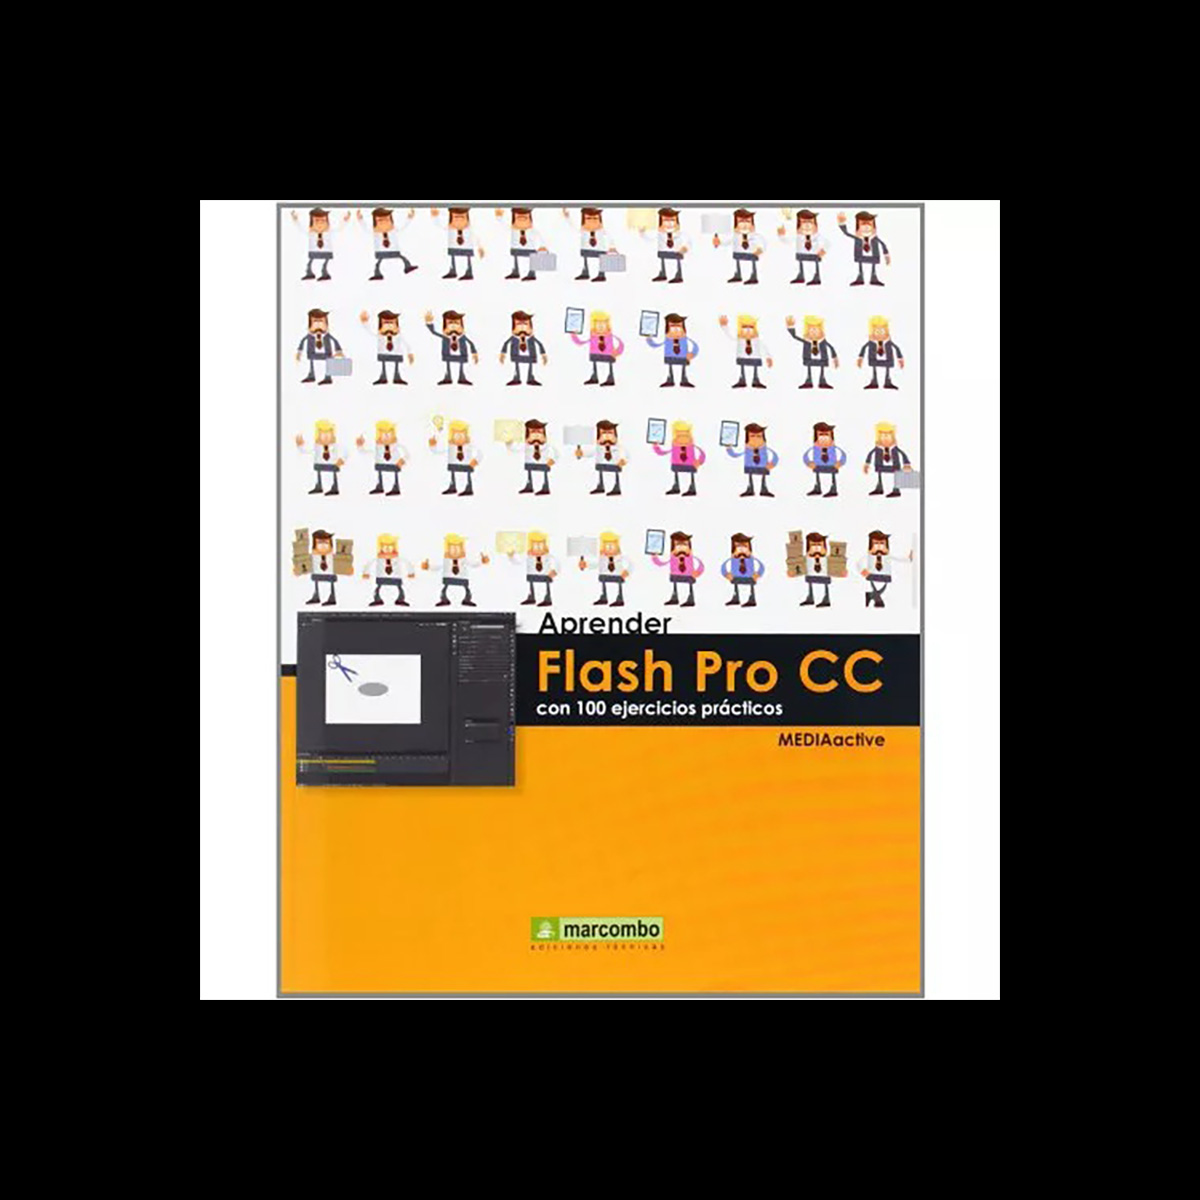 Aprender
Flash Pro CC
con 100 ejercicios prácticos
MEDIAactive
marcombo
ediciones técnicas